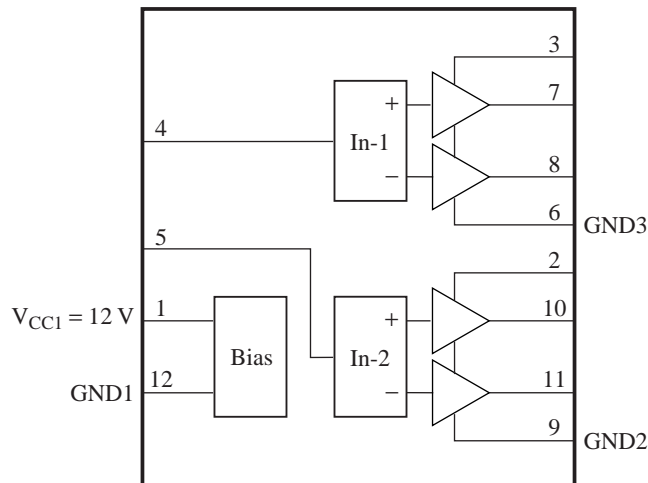 3
7
4
+
In-1
−
8
6
GND3
5
2
V_CC1 = 12 V
1
+
10
Bias
In-2
GND1
12
−
11
9
GND2